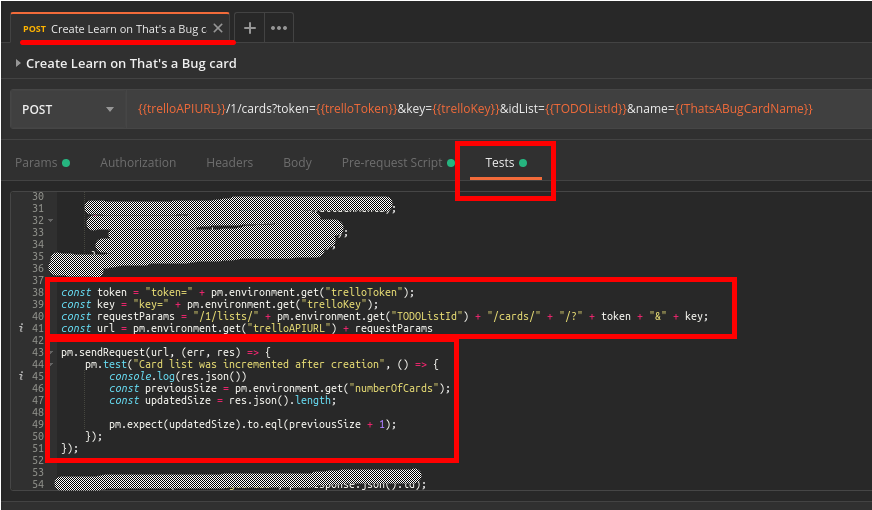 POST Create Learn on That's a Bug c
Create Learn on That's a Bug card
POST {{trelloAPIURL}}/1/cards?token={{trelloToken}}&key={{trelloKey}}&idList={{TODOListId}}&name={{ThatsABugCardName}}
Params Authorization Headers Body Pre-request Script Tests
30
31
32
33
34
35
36
37
38 const token = "token=" + pm.environment.get("trelloToken");
39 const key = "key=" + pm.environment.get("trelloKey");
40 const requestParams = "/1/lists/" + pm.environment.get("TODOListId") + "/cards/" + "/?" + token + "&" + key;
i 41 const url = pm.environment.get("trelloAPIURL") + requestParams
42
43 pm.sendRequest(url, (err, res) => {
44 pm.test("Card list was incremented after creation", () => {
i 45 console.log(res.json())
46 const previousSize = pm.environment.get("numberOfCards");
47 const updatedSize = res.json().length;
48
49 pm.expect(updatedSize).to.eql(previousSize + 1);
50 });
51 });
52
53
54